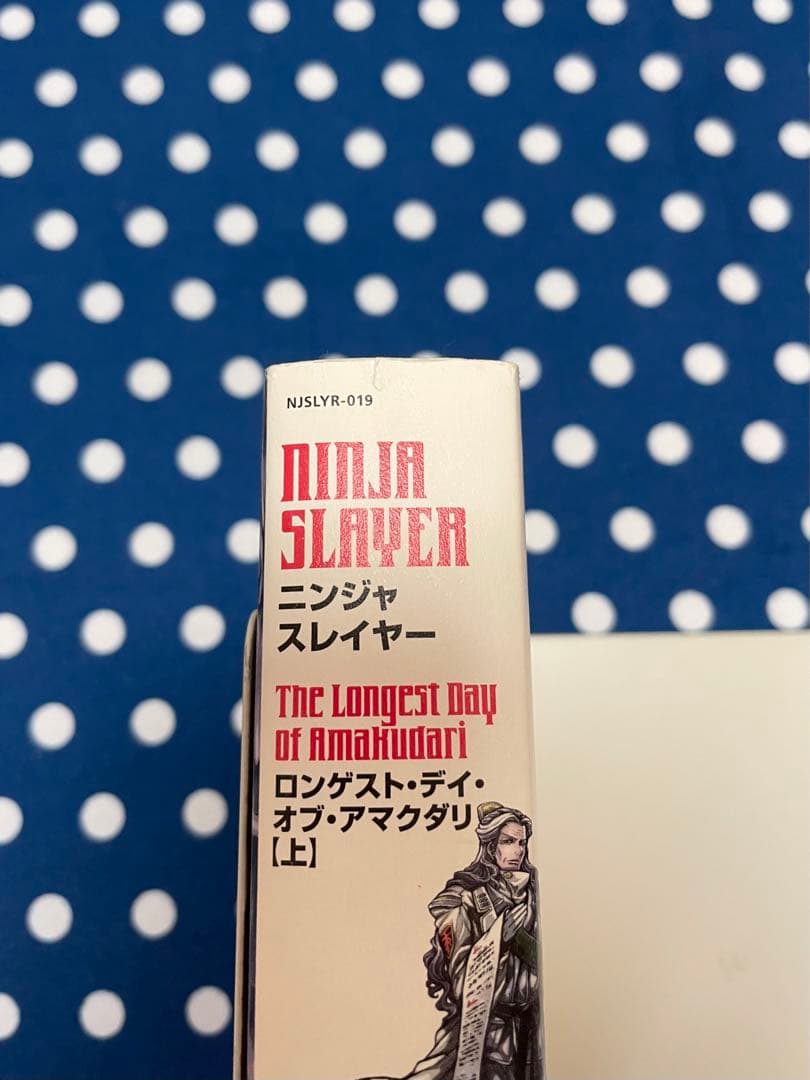 NJSLYR-019
NINJA
SLAYER
ニンジャ
スレイヤー
The Longest Day
of Amakudari
ロンゲスト・デイ・
オブ・アマクダリ
【上】